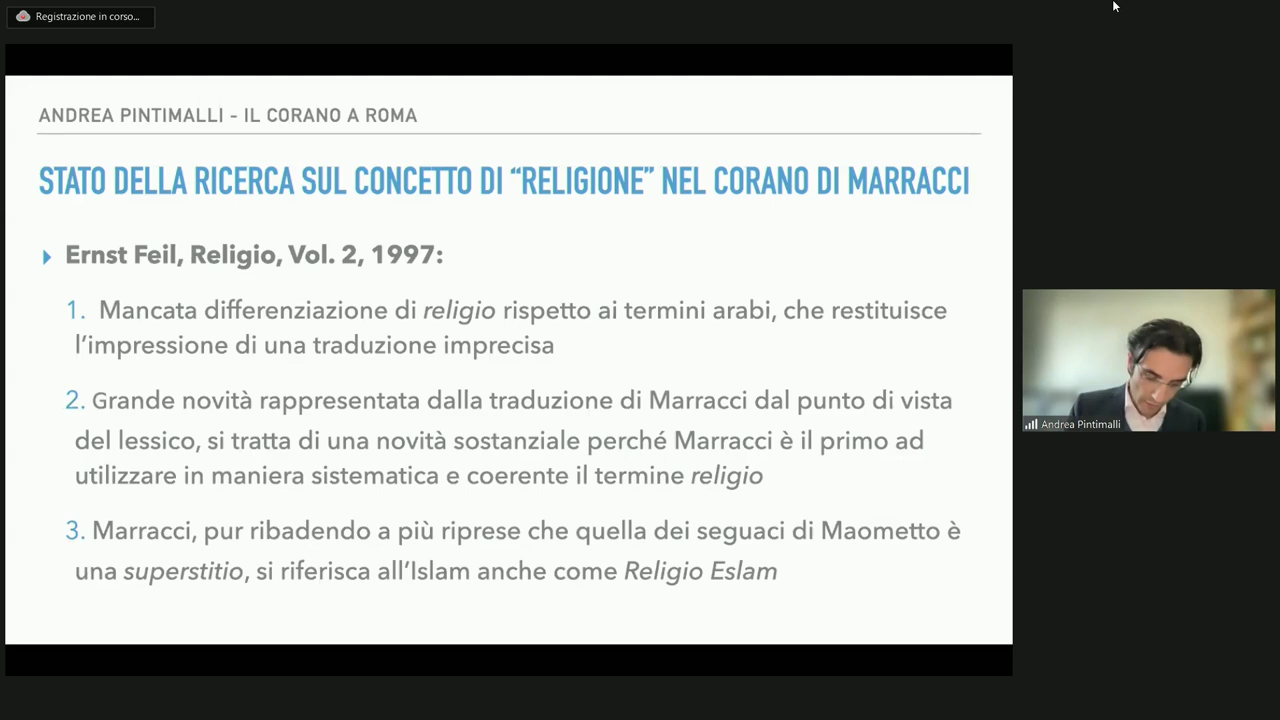 Registrazione in corso...
ANDREA PINTIMALLI - IL CORANO A ROMA
STATO DELLA RICERCA SUL CONCETTO DI “RELIGIONE” NEL CORANO DI MARRACCI
Ernst Feil, Religio, Vol. 2, 1997:
1. Mancata differenziazione di religio rispetto ai termini arabi, che restituisce
l’impressione di una traduzione imprecisa
2. Grande novità rappresentata dalla traduzione di Marracci dal punto di vista
del lessico, si tratta di una novità sostanziale perché Marracci è il primo ad
utilizzare in maniera sistematica e coerente il termine religio
3. Marracci, pur ribadendo a più riprese che quella dei seguaci di Maometto è
una superstitio, si riferisca all’Islam anche come Religio Eslam
Andrea Pintimalli